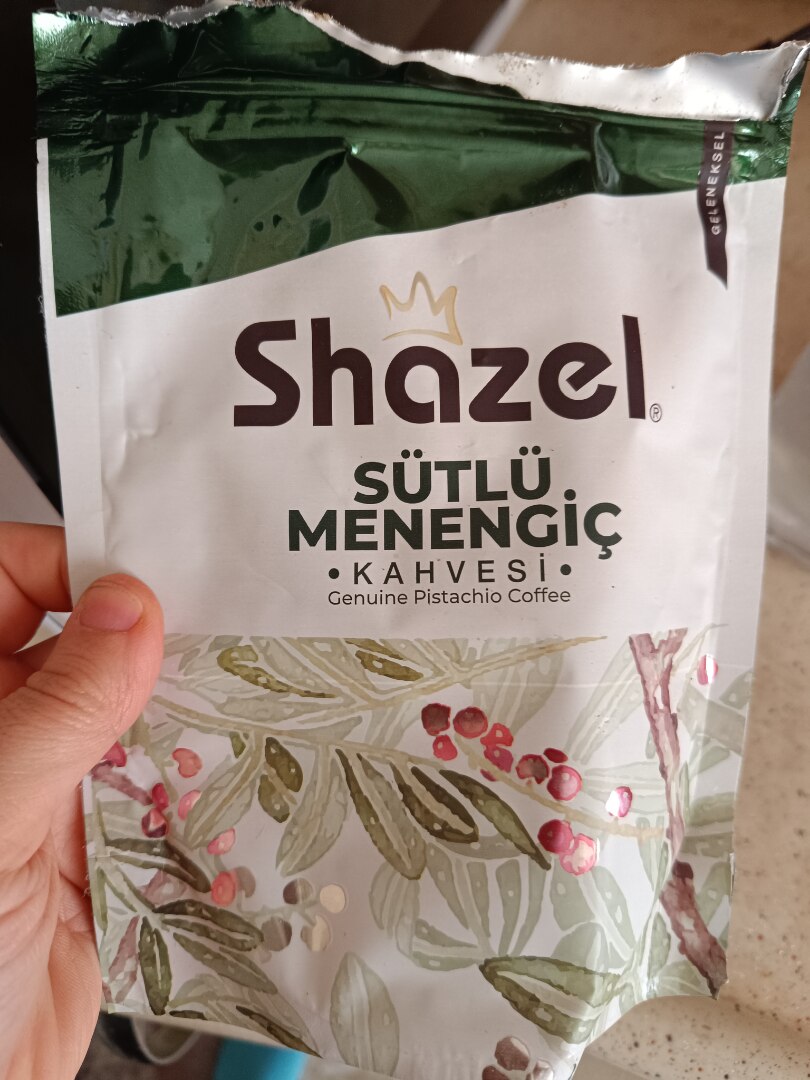 GELENEKSEL
Shazel®
SÜTLÜ
MENENGİÇ
• KAHVESİ •
Genuine Pistachio Coffee